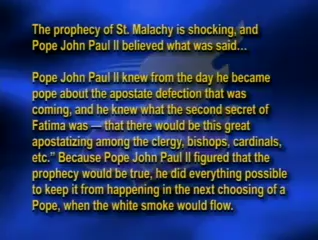 The prophecy of St. Malachy is shocking, and
Pope John Paul II believed what was said...
Pope John Paul II knew from the day he became
pope about the apostate defection that was
coming, and he knew what the second secret of
Fatima was — that there would be this great
apostatizing among the clergy, bishops, cardinals,
etc.” Because Pope John Paul II figured that the
prophecy would be true, he did everything possible
to keep it from happening in the next choosing of a
Pope, when the white smoke would flow.